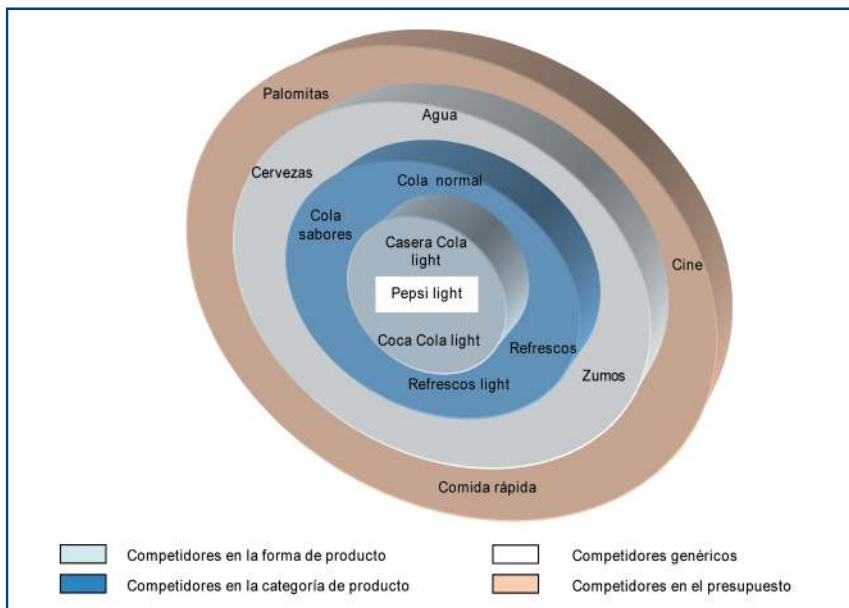 Palomitas
Agua
Cervezas
Cola normal
Cola
sabores
Casera Cola
light
Cine
Pepsi light
Coca Cola light
Refrescos
Zumos
Refrescos light
Comida rápida
Competidores en la forma de producto
Competidores genéricos
Competidores en la categoría de producto
Competidores en el presupuesto